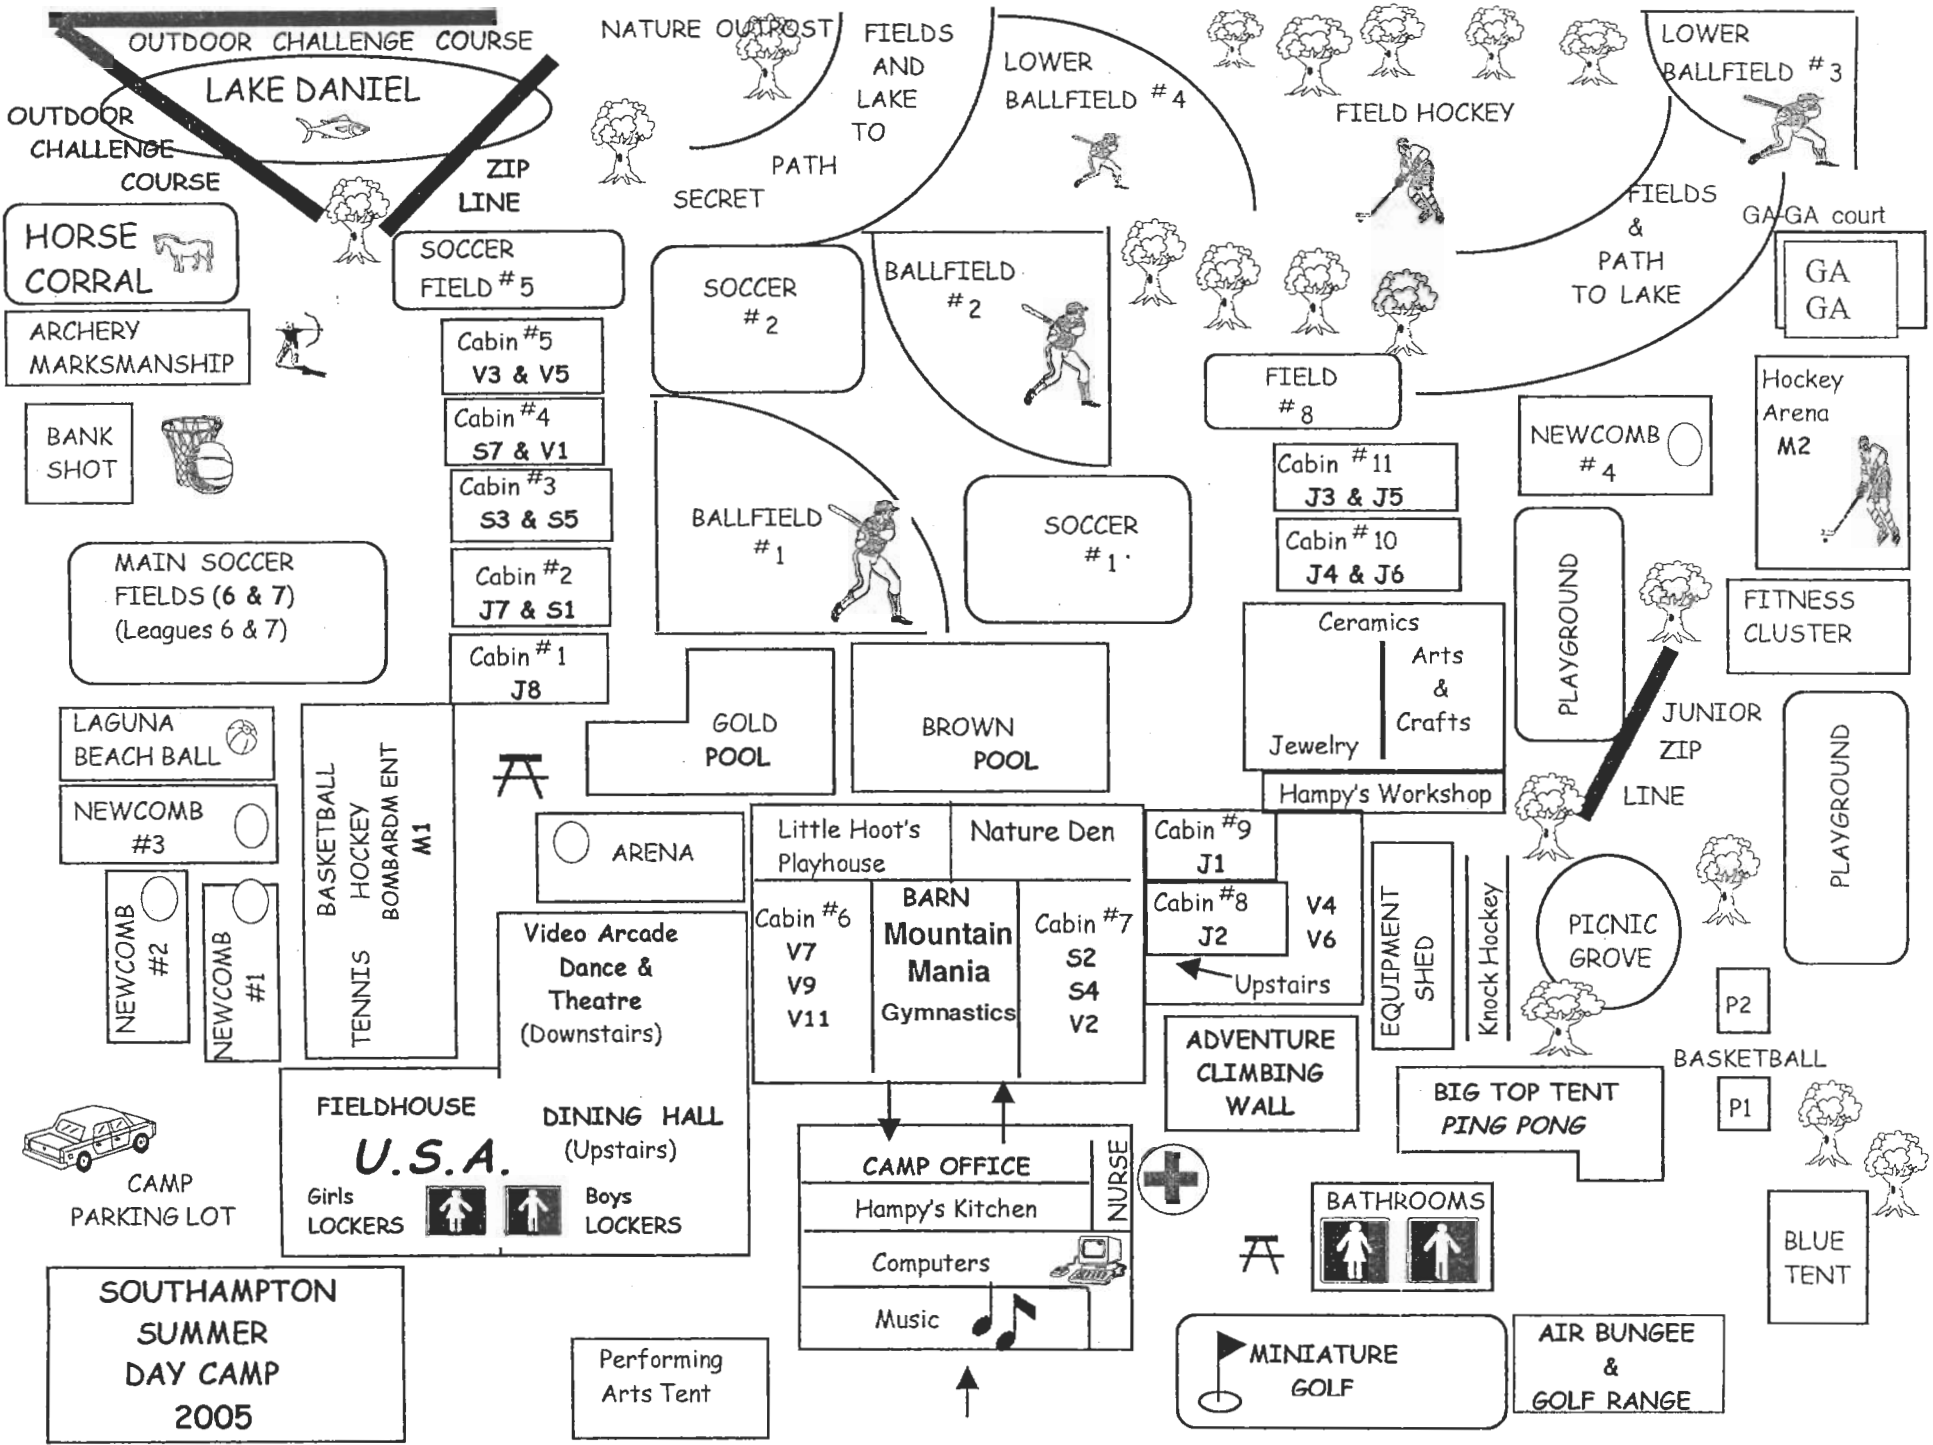 OUTDOOR CHALLENGE COURSE
LAKE DANIEL
OUTDOOR
CHALLENGE
COURSE
ZIP
LINE
NATURE OUTPOST
FIELDS
AND
LAKE
TO
PATH
SECRET
LOWER
BALLFIELD #4
FIELD HOCKEY
LOWER
BALLFIELD #3
FIELDS
&
PATH
TO LAKE
GA-GA court
GA
GA
HORSE
CORRAL
SOCCER
FIELD #5
SOCCER
#2
BALLFIELD
#2
ARCHERY
MARKSMANSHIP
Cabin #5
V3 & V5
FIELD
#8
Hockey
Arena
M2
BANK
SHOT
Cabin #4
S7 & V1
NEWCOMB
#4
Cabin #3
S3 & S5
BALLFIELD
#1
SOCCER
#1
Cabin #11
J3 & J5
Cabin #10
J4 & J6
MAIN SOCCER
FIELDS (6 & 7)
(Leagues 6 & 7)
Cabin #2
J7 & S1
PLAYGROUND
FITNESS
CLUSTER
Cabin #1
J8
Ceramics
Arts
&
Crafts
Jewelry
LAGUNA
BEACH BALL
GOLD
POOL
BROWN
POOL
JUNIOR
ZIP
LINE
PLAYGROUND
Hampy's Workshop
NEWCOMB
#3
BASKETBALL
TENNIS HOCKEY
BOMBARDMENT
M1
ARENA
Little Hoot's
Playhouse
Nature Den
Cabin #9
J1
NEWCOMB
#2
NEWCOMB
#1
Video Arcade
Dance &
Theatre
(Downstairs)
Cabin #6
V7
V9
V11
BARN
Mountain
Mania
Gymnastics
Cabin #7
S2
S4
V2
Cabin #8
J2
V4
V6
Upstairs
EQUIPMENT
SHED
Knock Hockey
PICNIC
GROVE
P2
BASKETBALL
P1
ADVENTURE
CLIMBING
WALL
BIG TOP TENT
PING PONG
FIELDHOUSE
U.S.A.
DINING HALL
(Upstairs)
Girls
LOCKERS
Boys
LOCKERS
CAMP
PARKING LOT
CAMP OFFICE
NURSE
Hampy's Kitchen
Computers
Music
BATHROOMS
BLUE
TENT
SOUTHAMPTON
SUMMER
DAY CAMP
2005
Performing
Arts Tent
MINIATURE
GOLF
AIR BUNGEE
&
GOLF RANGE